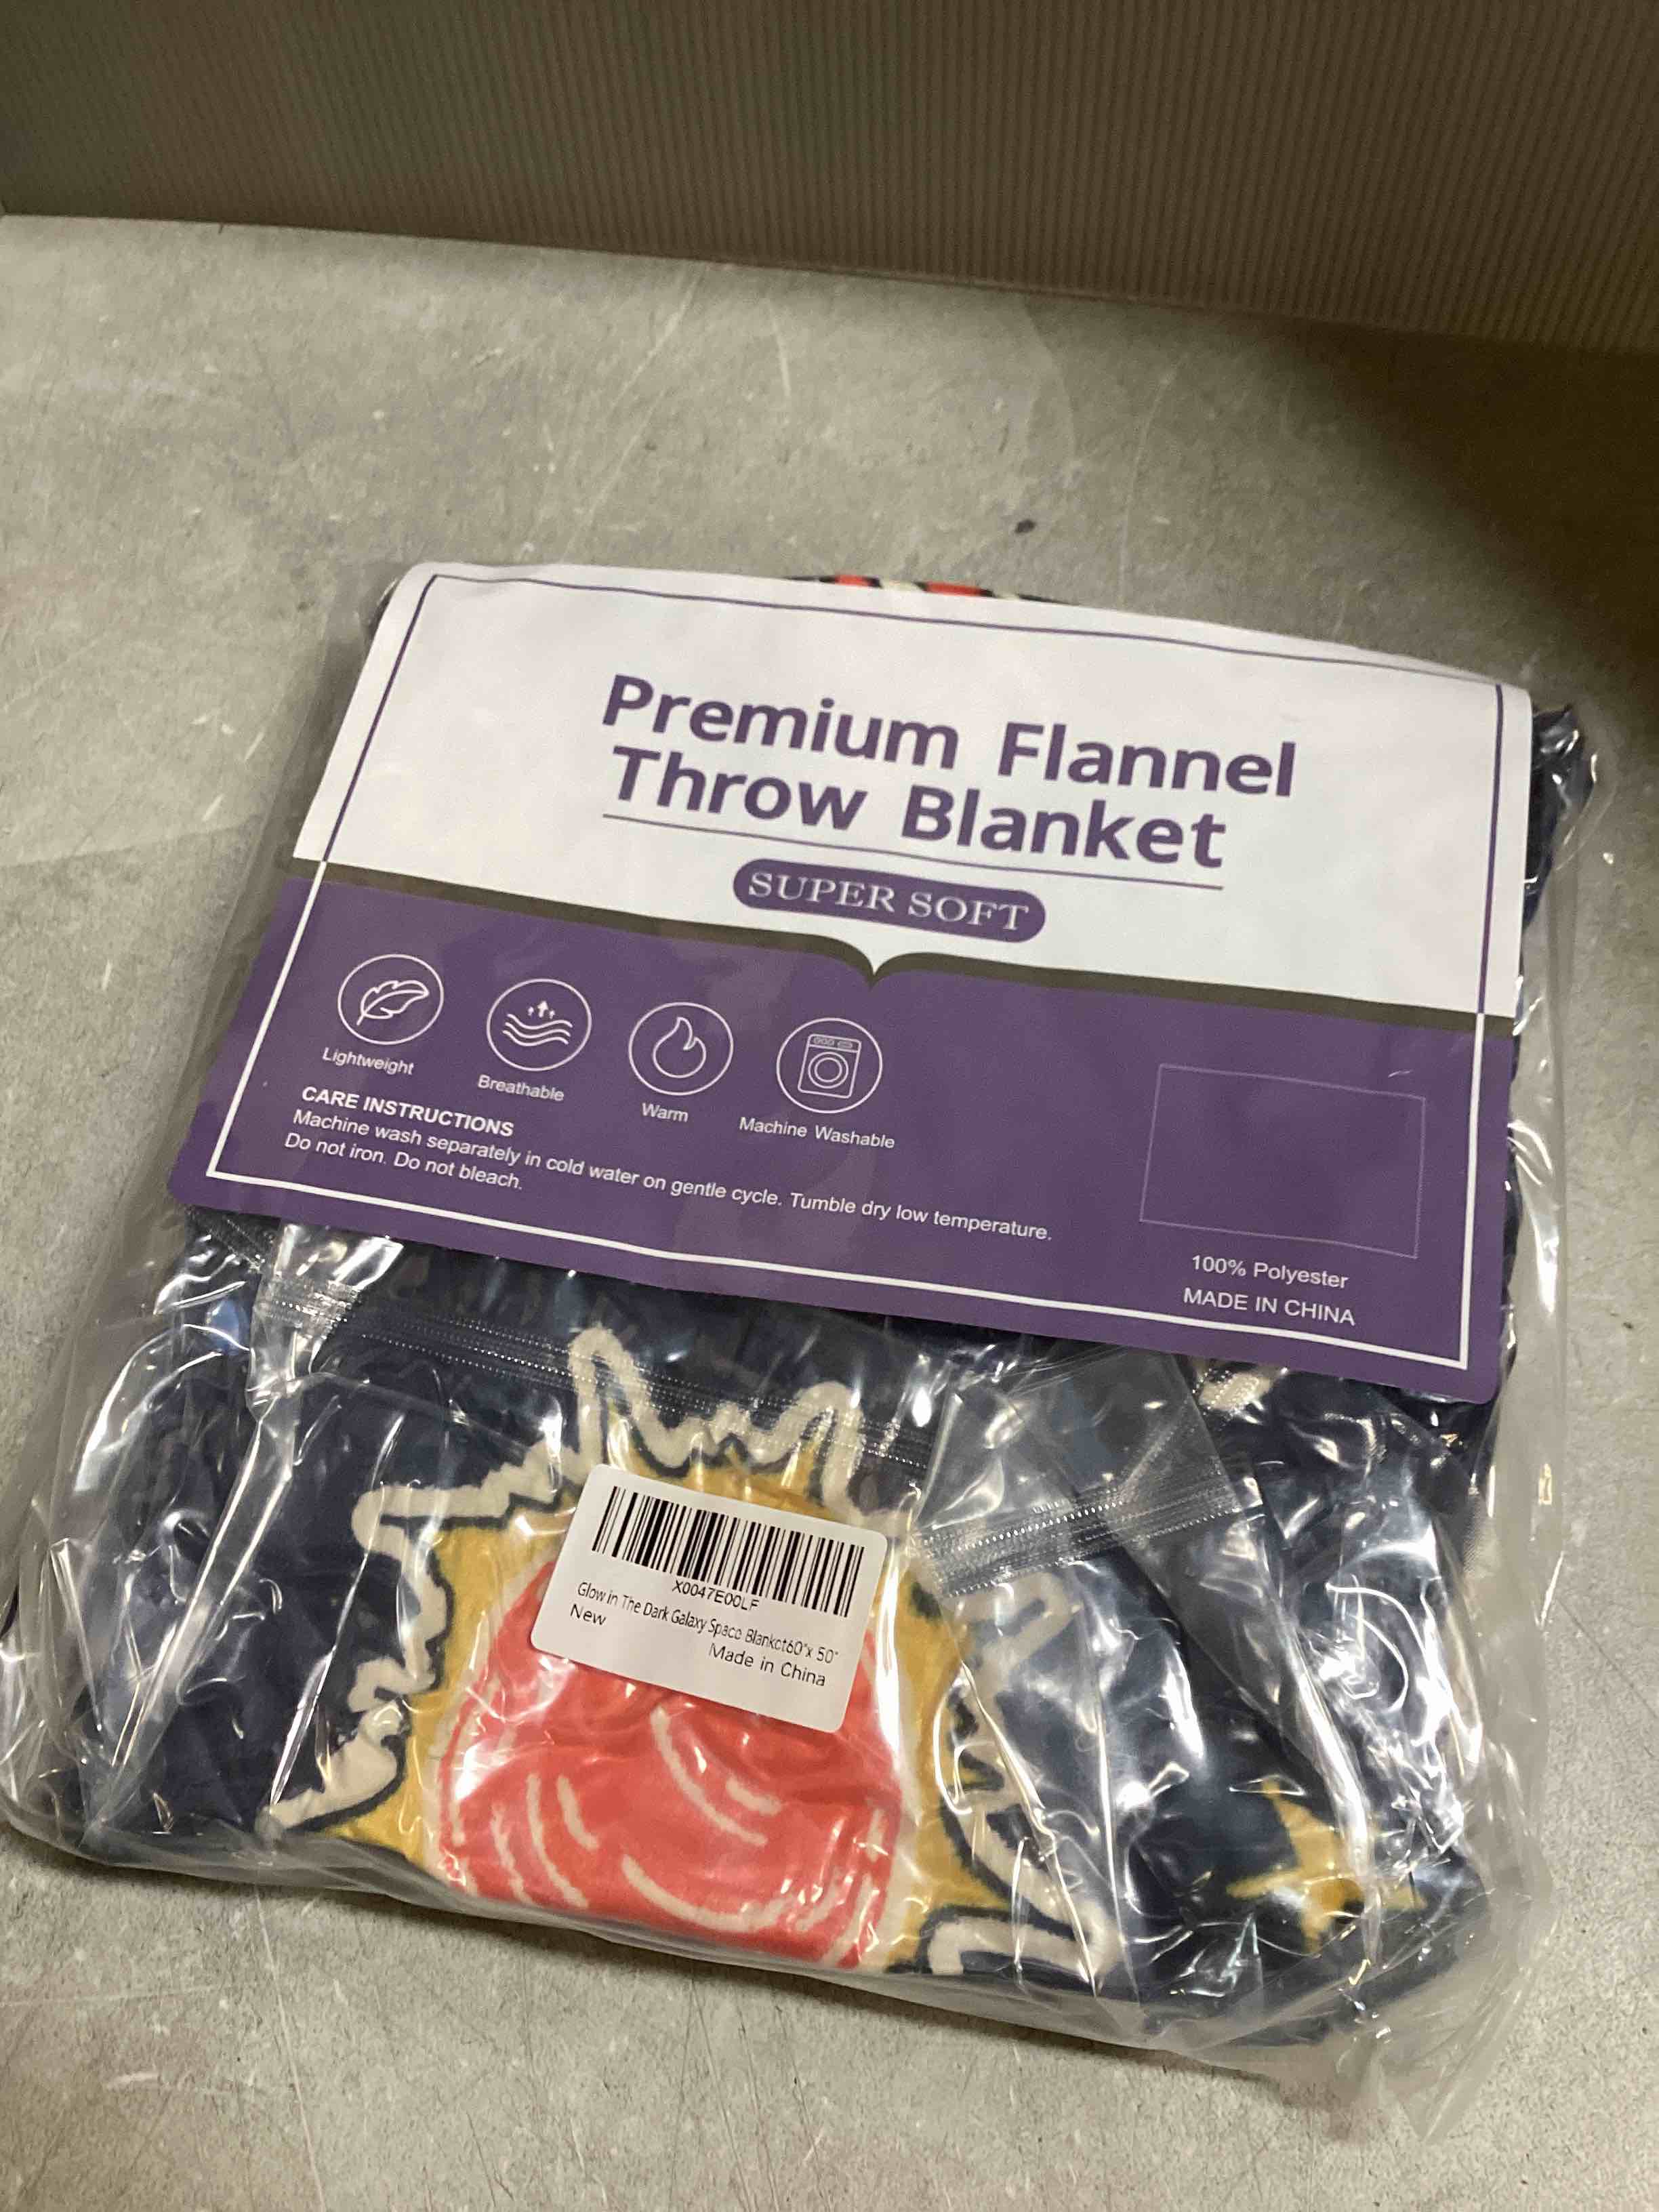 Premium Flannel
Throw Blanket
SUPER SOFT
Lightweight
Breathable
Warm
Machine Washable
CARE INSTRUCTIONS
Machine wash separately in cold water on gentle cycle. Tumble dry low temperature.
Do not iron. Do not bleach.
100% Polyester
MADE IN CHINA
X0047E00LF
Glow in The Dark Galaxy Space Blanket60"x 50"
New
Made in China